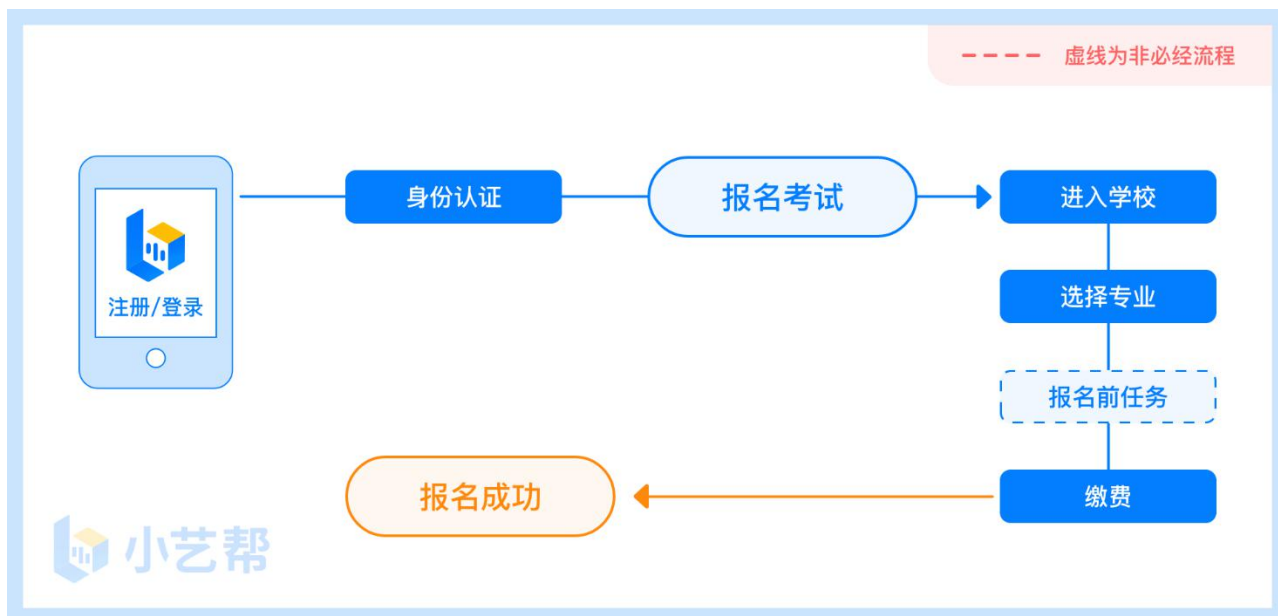 虚线为非必经流程
注册/登录
身份认证
报名考试
进入学校
选择专业
报名前任务
缴费
报名成功
小艺帮